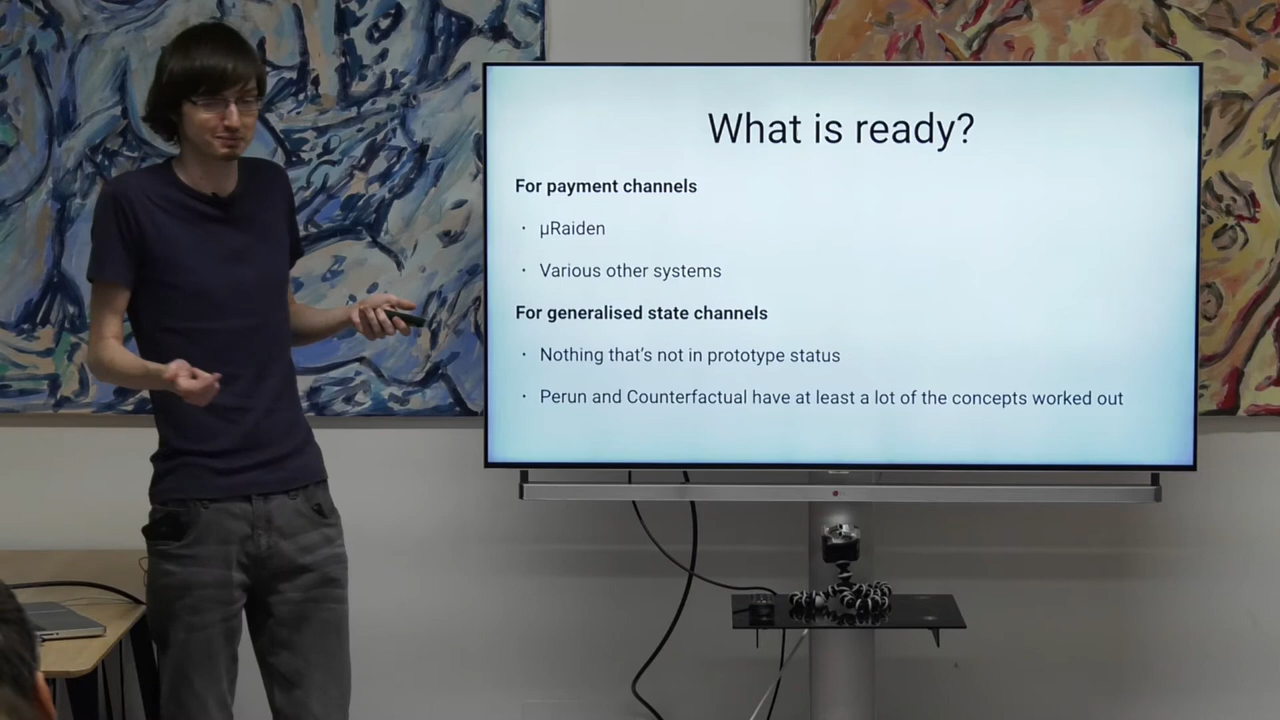 What is ready?
For payment channels
· µRaiden
· Various other systems
For generalised state channels
· Nothing that's not in prototype status
· Perun and Counterfactual have at least a lot of the concepts worked out